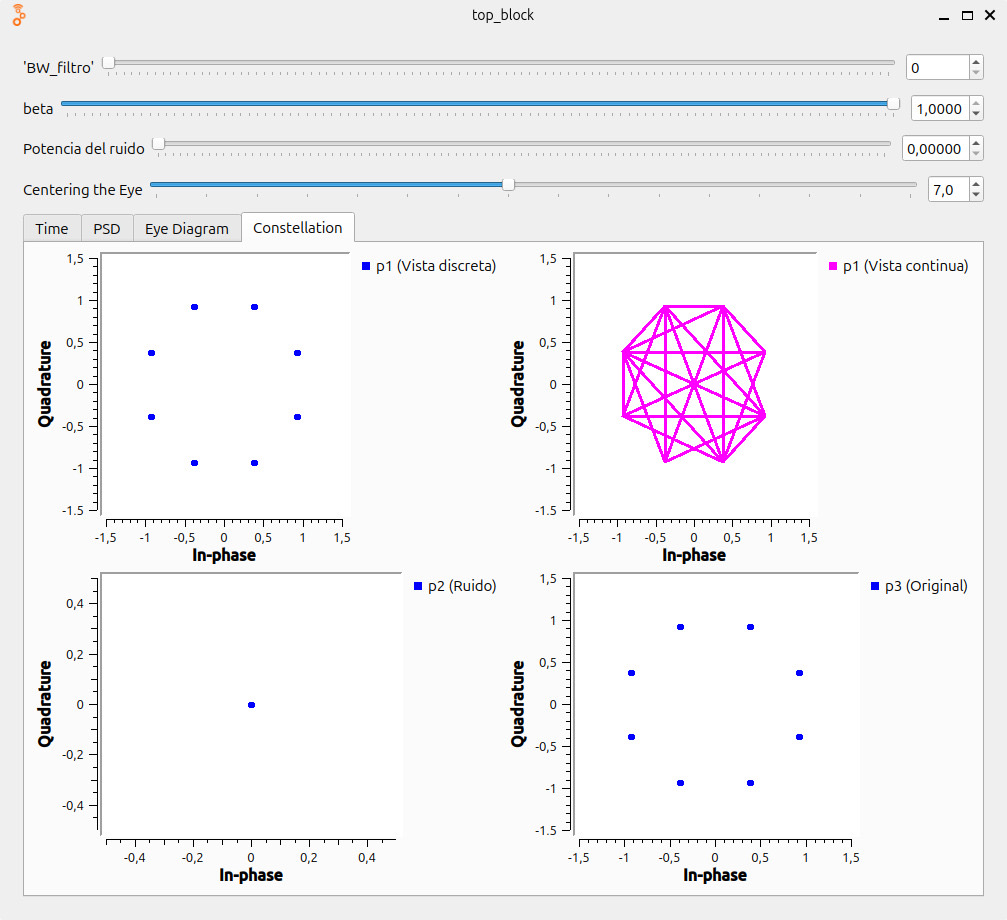 top_block
'BW_filtro' 0
beta 1,0000
Potencia del ruido 0,00000
Centering the Eye 7,0
Time PSD Eye Diagram Constellation
p1 (Vista discreta)
1,5
1
0,5
0
-0,5
-1
-1.5
Quadrature
-1,5 -1 -0,5 0 0,5 1 1,5
In-phase
p1 (Vista continua)
1,5
1
0,5
0
-0,5
-1
-1.5
Quadrature
-1,5 -1 -0,5 0 0,5 1 1,5
In-phase
p2 (Ruido)
0,4
0,2
0
-0,2
-0,4
Quadrature
-0,4 -0,2 0 0,2 0,4
In-phase
p3 (Original)
1,5
1
0,5
0
-0,5
-1
-1.5
Quadrature
-1,5 -1 -0,5 0 0,5 1 1,5
In-phase